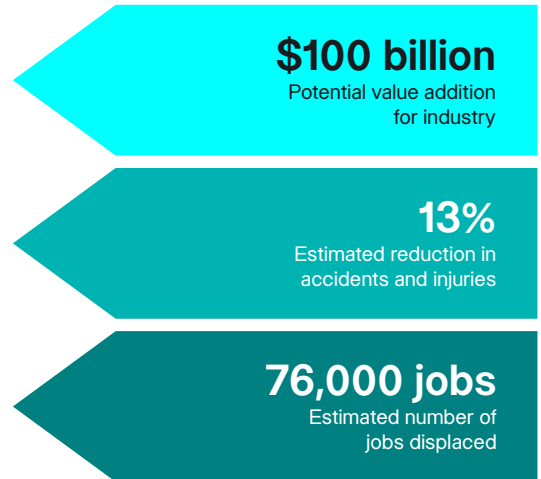 $100 billion
Potential value addition
for industry
13%
Estimated reduction in
accidents and injuries
76,000 jobs
Estimated number of
jobs displaced